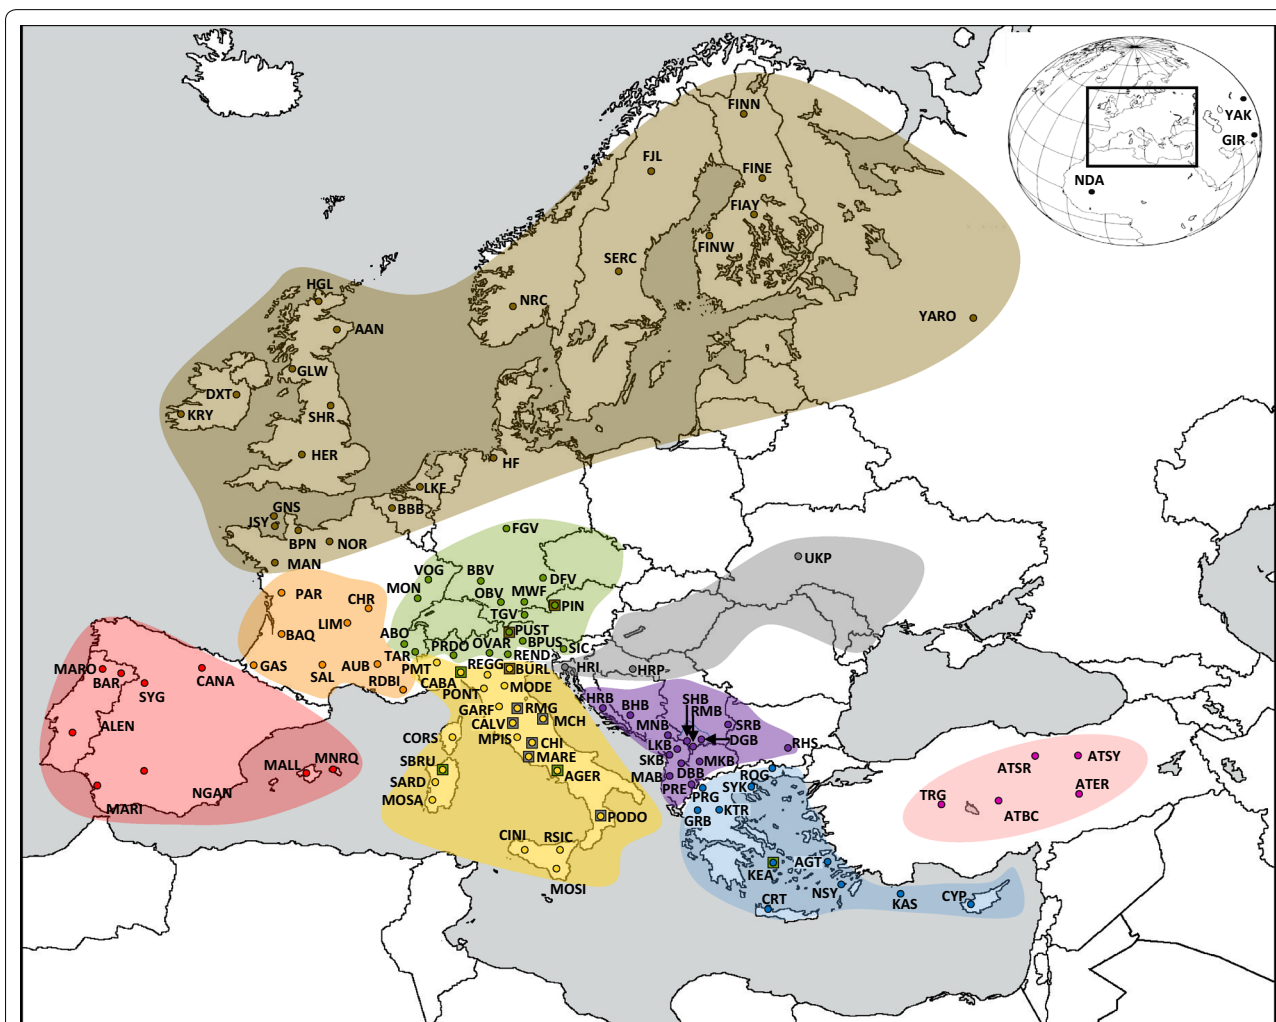 FINN
YAK
GIR
FJL
FINE
NDA
FIAY
FINW
SERC
HGL
NRC
AAN
YARO
GLW
DXT
KRY
SHR
HER
HF
LKF
GNS
BBB
JSY
FGV
BPN
NOR
UKP
MAN
VOG
BBV
DFV
MON
OBV
MWF
PAR
CHR
PIN
TGV
LIM
BAQ
PUST
ABO
BPUS
PRDO
OVAR
SIC
TAR
REND
MARO
GAS
AUB
PMT
REGG
BURL
HRI
HRP
BAR
SAL
CANA
RDBI
CABA
MODE
SYG
PONT
SHB
HRB
RMG
RMB
GARF
BHB
MCH
ALEN
CALV
MNB
SRB
CORS
MPIS
CHI
LKB
DGB
RHS
SBRU
MARE
SKB
MKB
ATSY
MNRQ
MALL
ATSR
AGER
DBB
ROG
MAB
SARD
ATER
NGAN
PRE
SYK
TRG
MOSA
PRG
MARI
KTR
PODO
GRB
ATBC
CINI
RSIC
AGT
KEA
MOSI
NSY
CRT
KAS
CYP